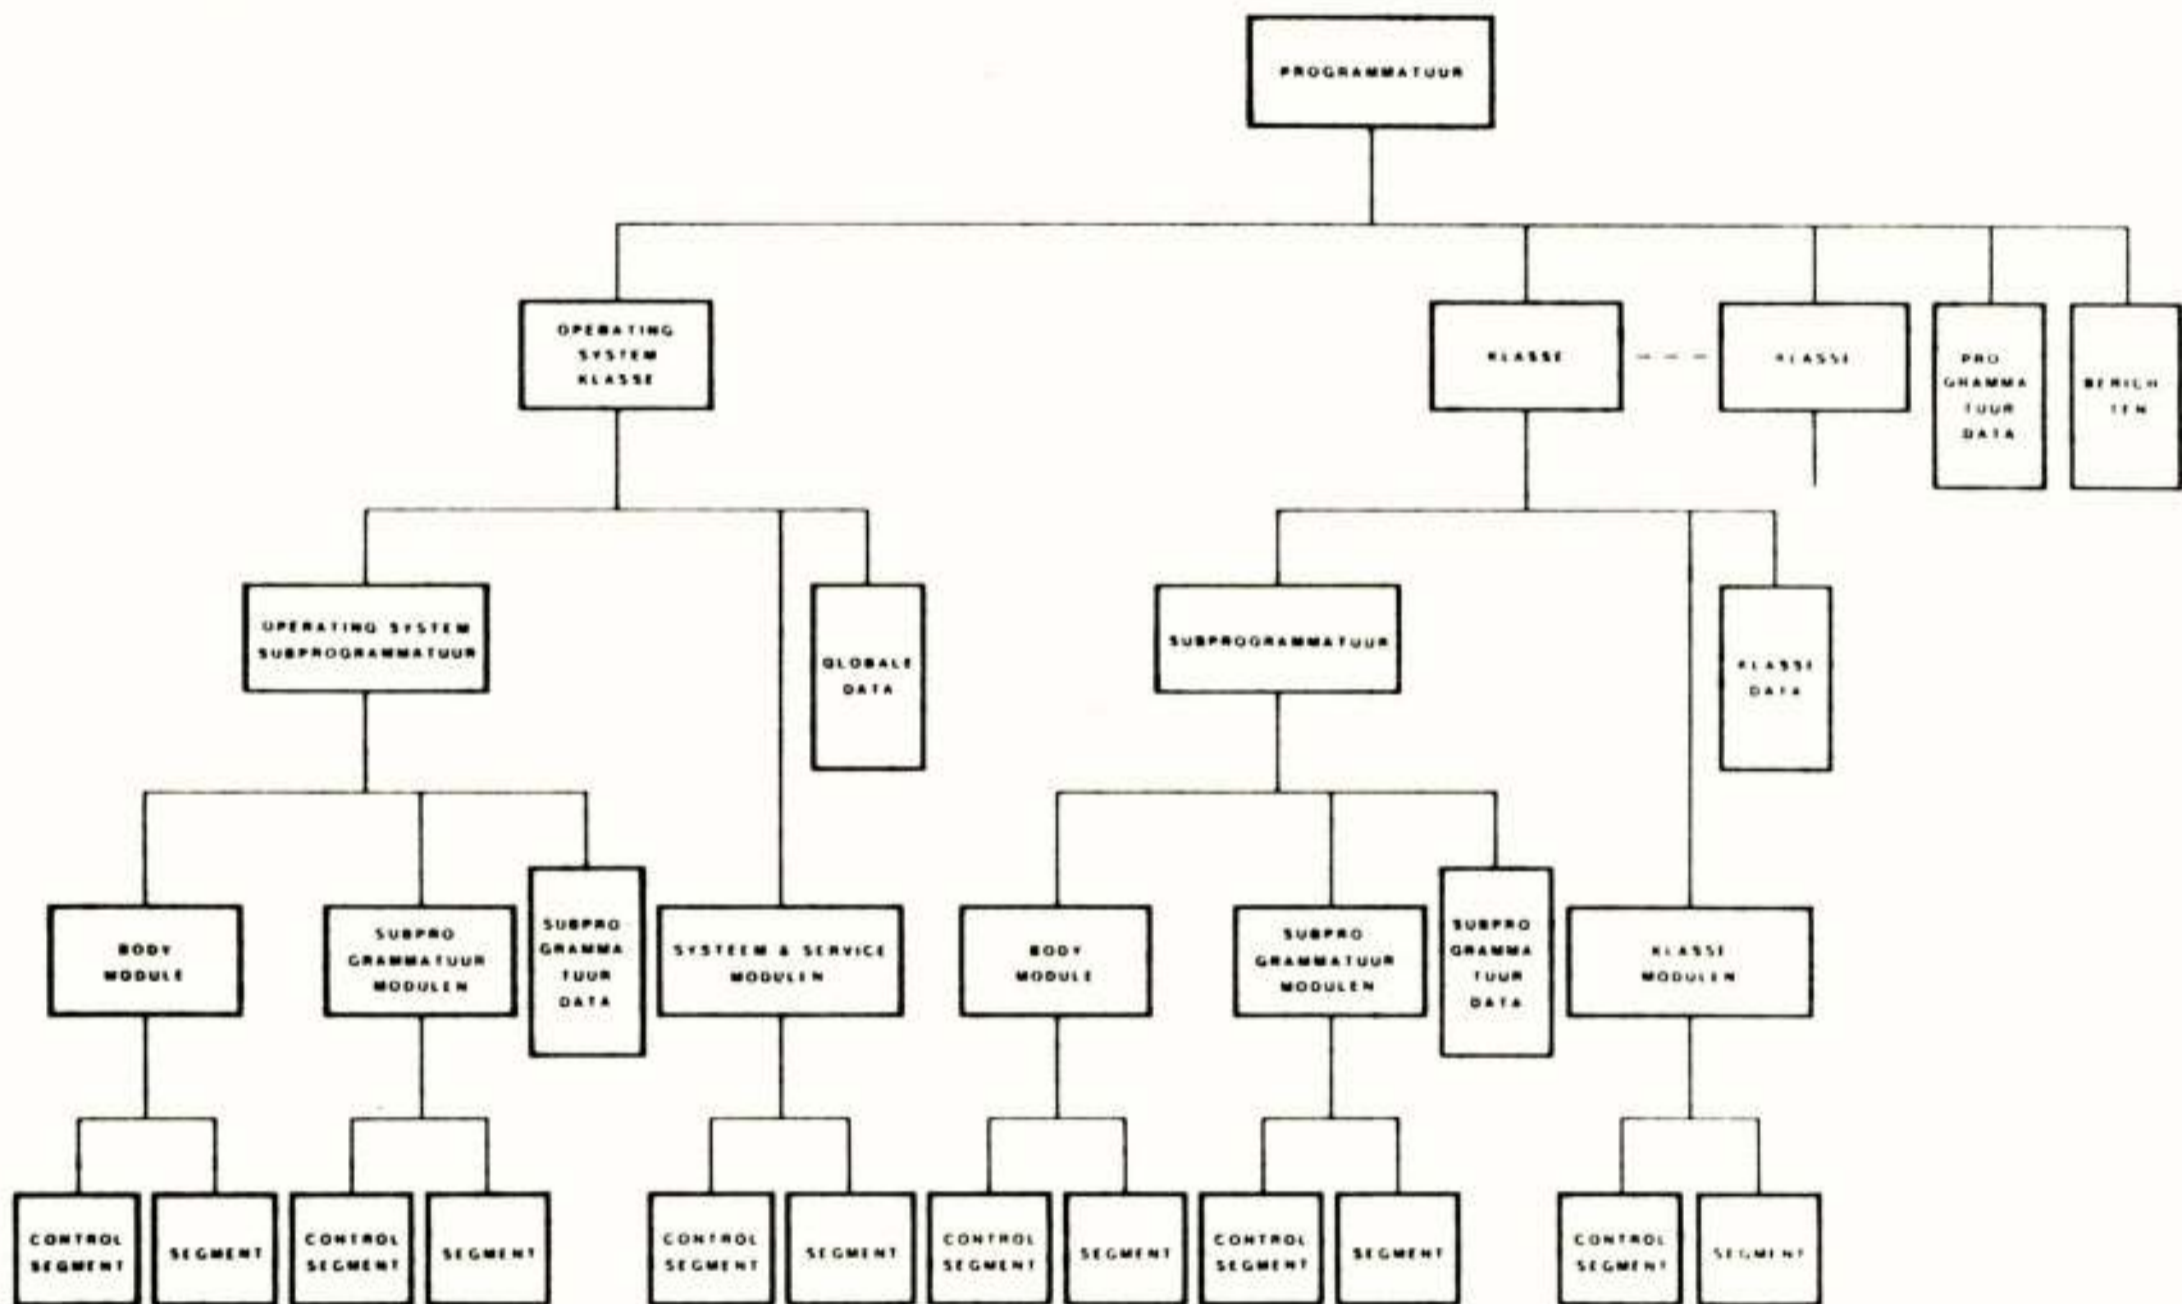 PROGRAMMATUUR
OPERATING
SYSTEM
KLASSE
KLASSE
KLASSE
PRO
GRAMMA
TUUR
DATA
BERICH
TEN
OPERATING SYSTEM
SUBPROGRAMMATUUR
GLOBALE
DATA
SUBPROGRAMMATUUR
KLASSE
DATA
BODY
MODULE
SUBPRO
GRAMMATUUR
MODULEN
SUBPRO
GRAMMA
TUUR
DATA
SYSTEEM & SERVICE
MODULEN
BODY
MODULE
SUBPRO
GRAMMATUUR
MODULEN
SUBPRO
GRAMMA
TUUR
DATA
KLASSE
MODULEN
CONTROL
SEGMENT
SEGMENT
CONTROL
SEGMENT
SEGMENT
CONTROL
SEGMENT
SEGMENT
CONTROL
SEGMENT
SEGMENT
CONTROL
SEGMENT
SEGMENT
CONTROL
SEGMENT
SEGMENT